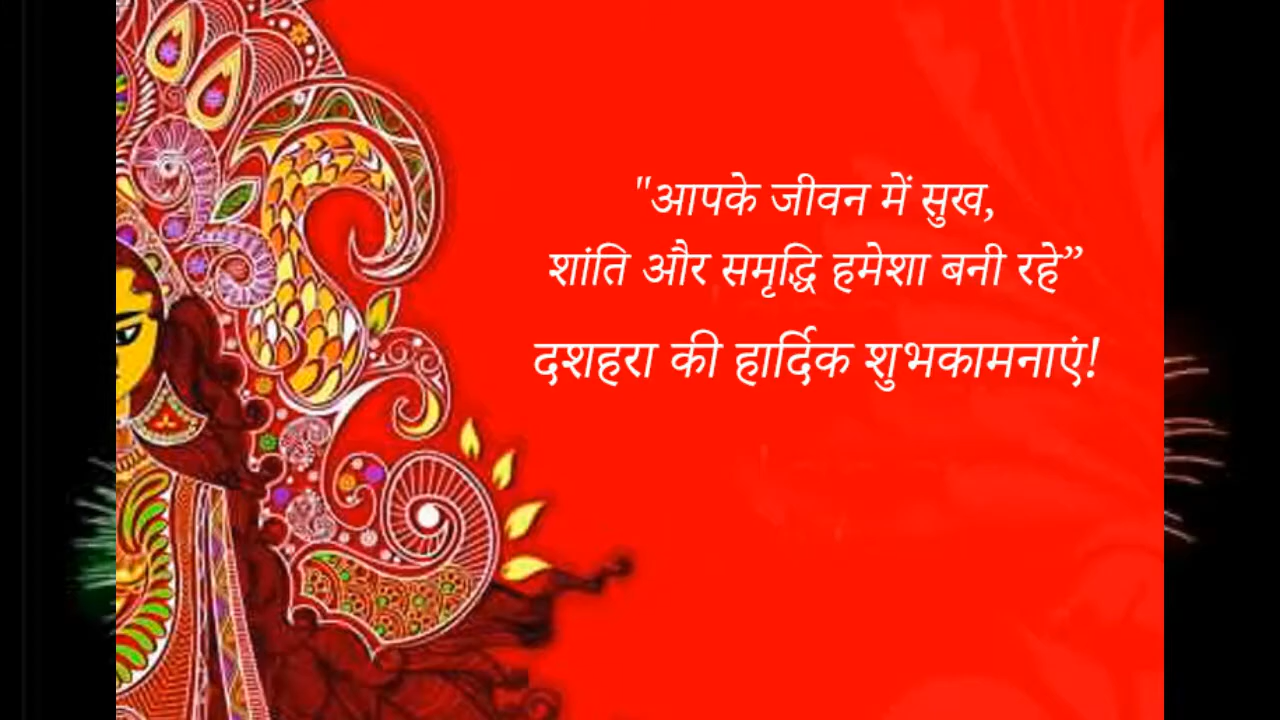 "आपके जीवन में सुख,
शांति और समृद्धि हमेशा बनी रहे”
दशहरा की हार्दिक शुभकामनाएं!